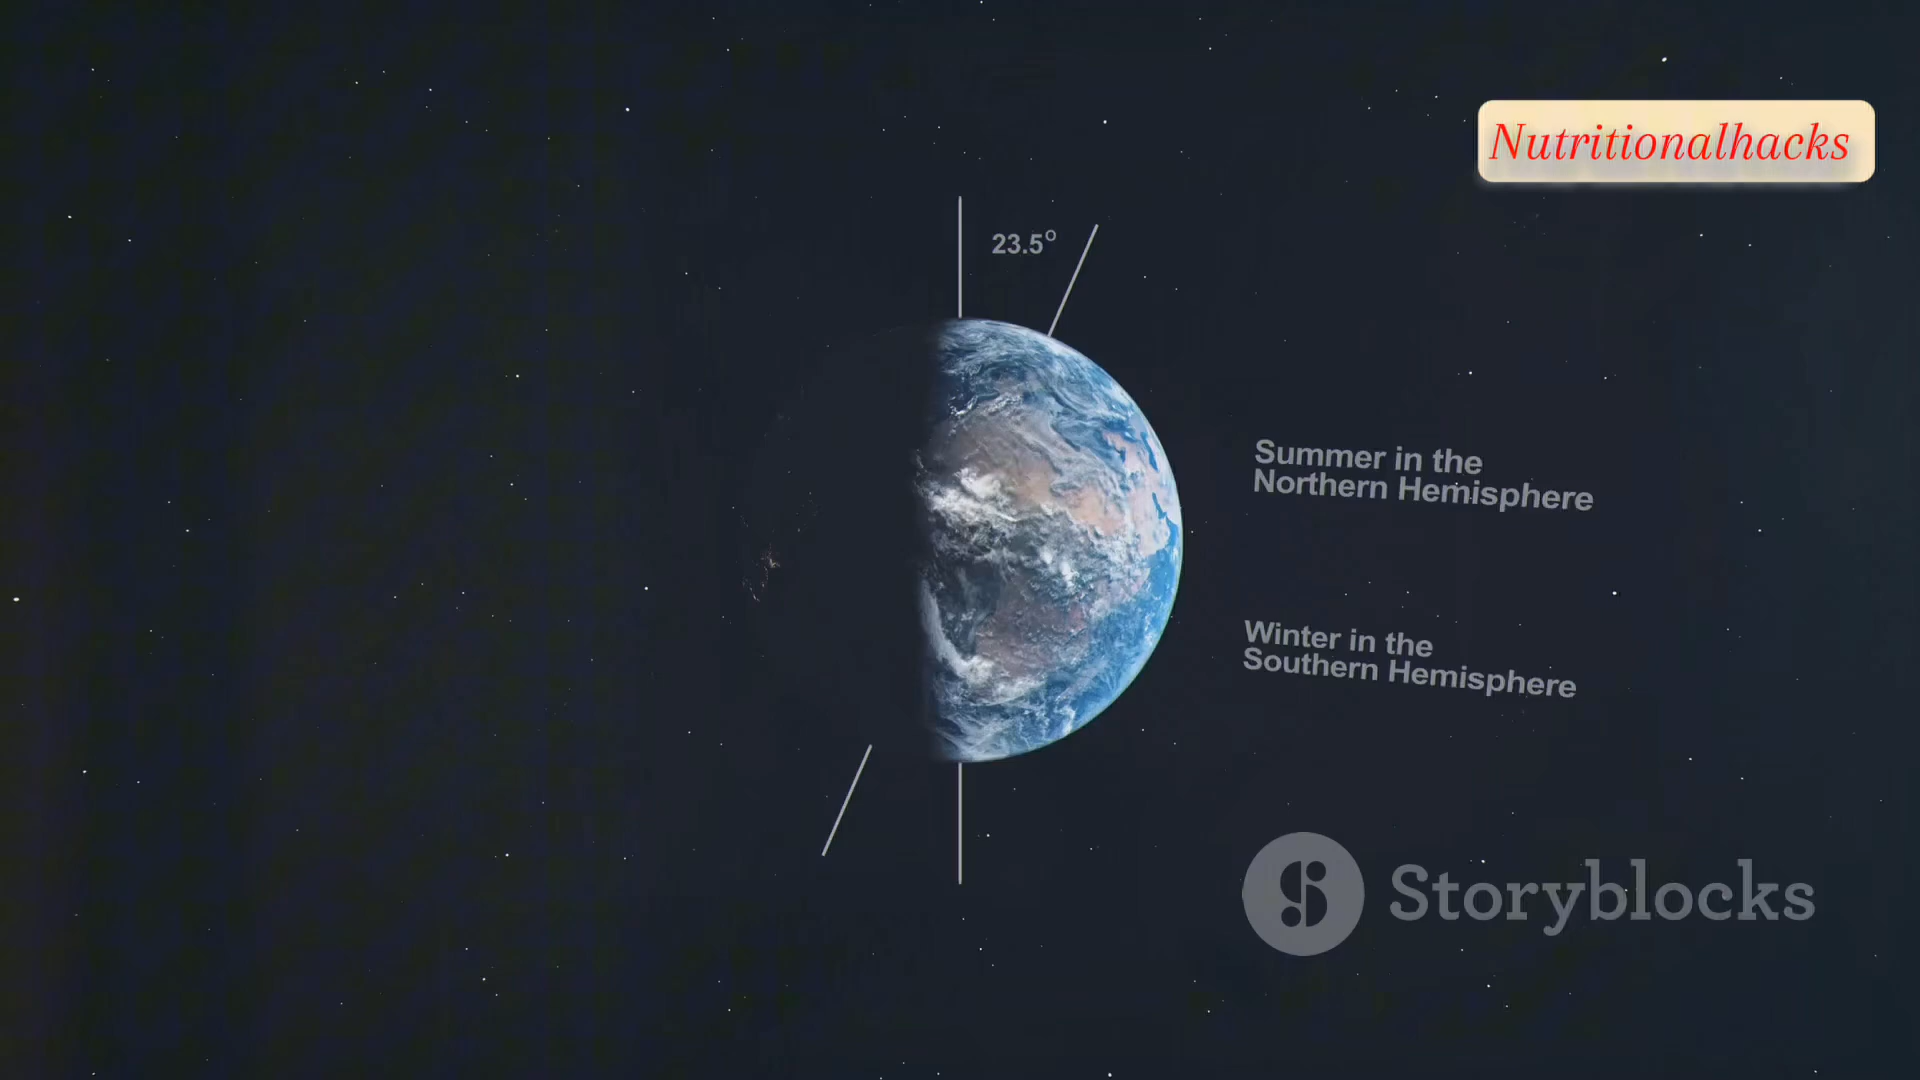 Nutritionalhacks
23.5°
Summer in the
Northern Hemisphere
Winter in the
Southern Hemisphere
Storyblocks